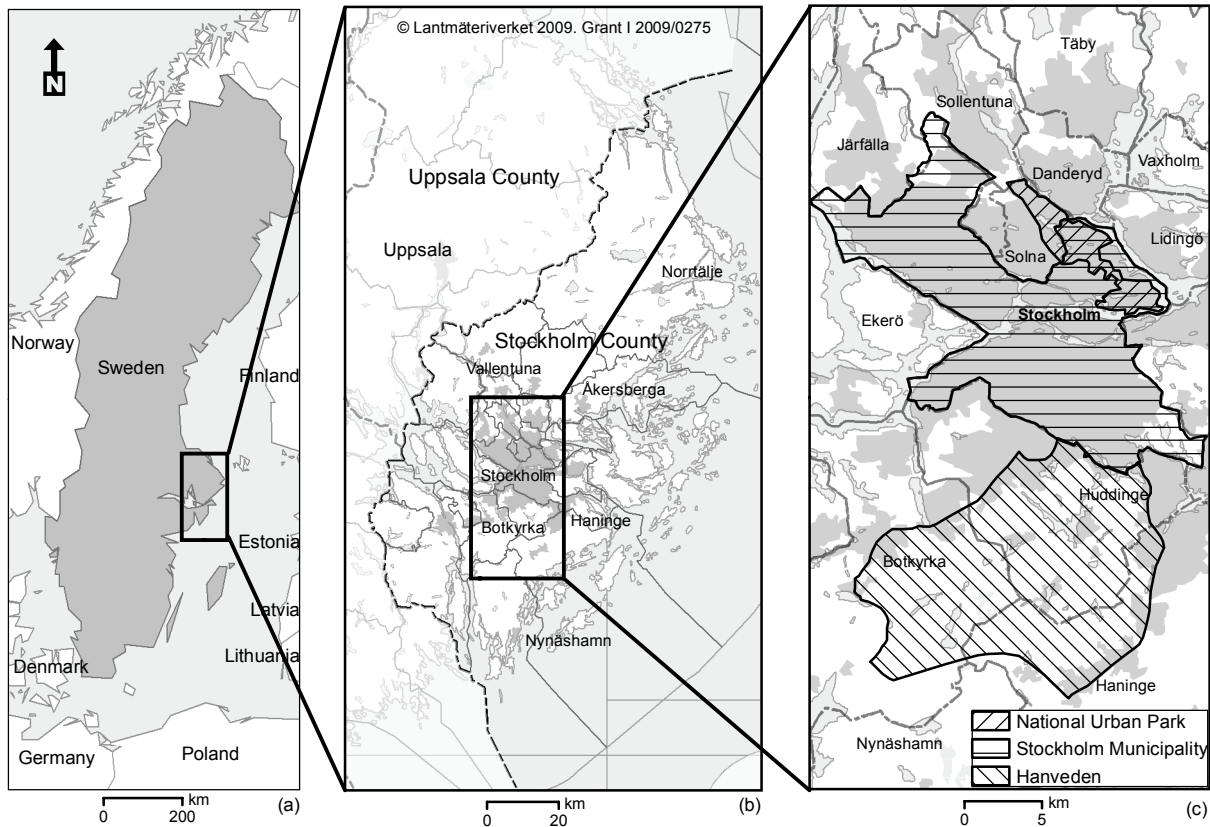 N
Norway
Sweden
Finland
Estonia
Latvia
Lithuania
Denmark
Germany
Poland
km
0 200
(a)
© Lantmäteriverket 2009. Grant I 2009/0275
Uppsala County
Uppsala
Norrtälje
Stockholm County
Vallentuna
Åkersberga
Stockholm
Botkyrka
Haninge
Nynäshamn
km
0 20
(b)
Täby
Sollentuna
Järfälla
Vaxholm
Danderyd
Lidingö
Solna
Ekerö
Stockholm
Huddinge
Botkyrka
Haninge
Nynäshamn
National Urban Park
Stockholm Municipality
Hanveden
km
0 5
(c)